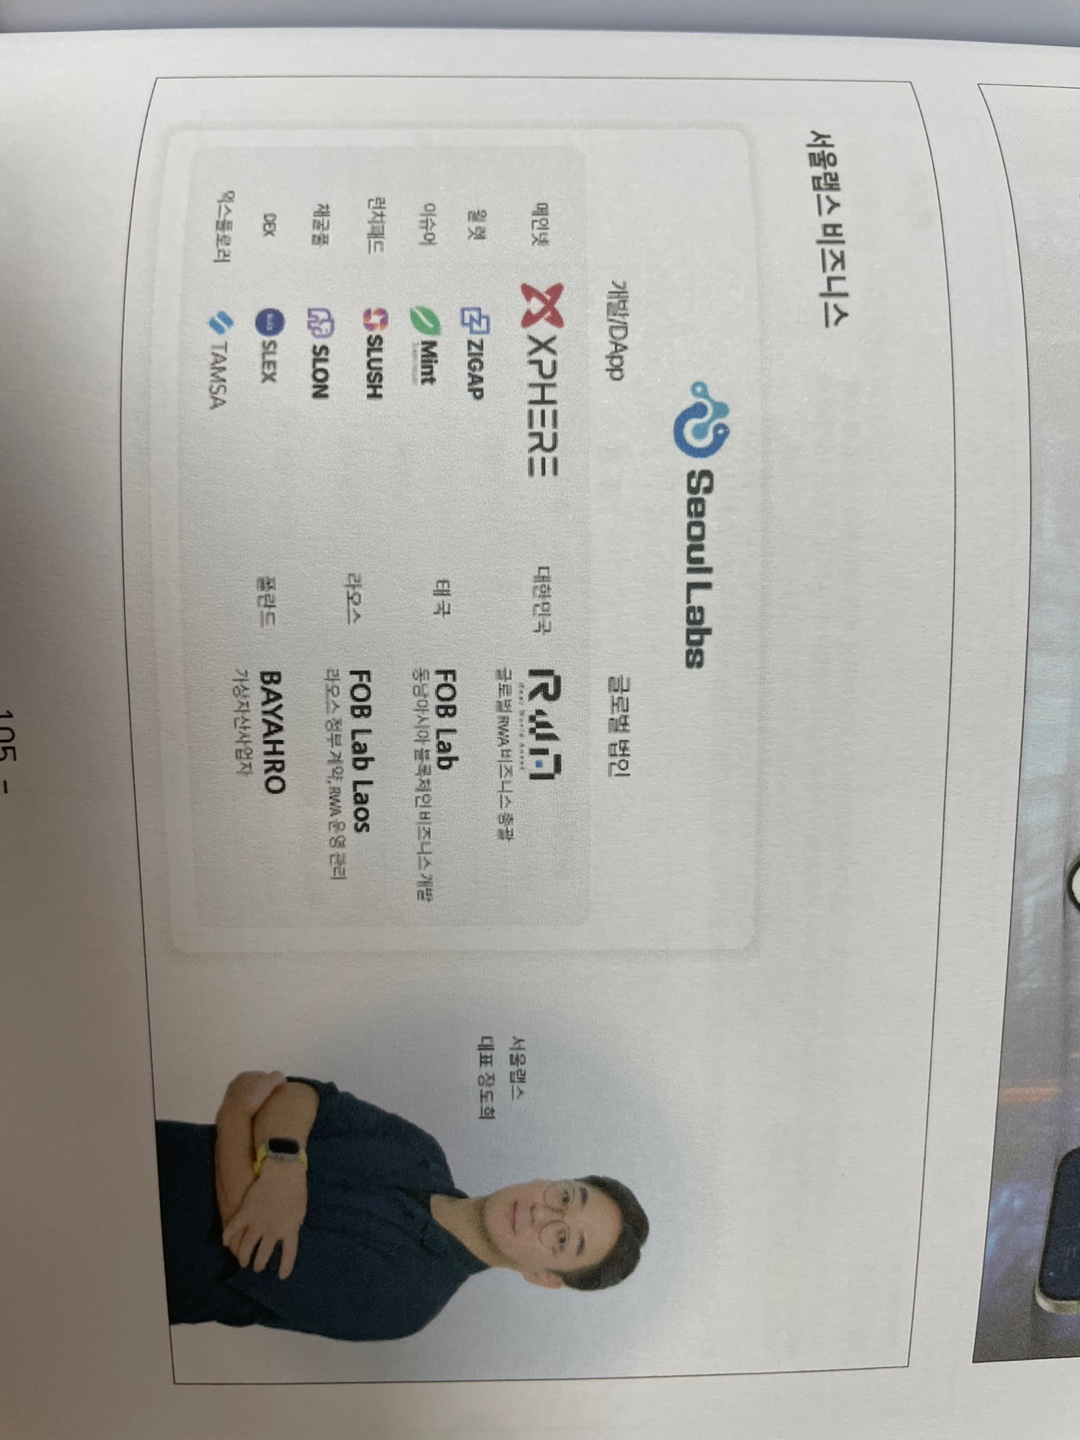 서울랩스 비즈니스
Seoul Labs
개발/DApp
글로벌 법인
메인넷 XPHERE
월렛 ZIGAP
이슈어 Mint
런치패드 SLUSH
채굴풀 SLON
DEX SLEX
익스플로러 TAMSA
대한민국 RWA
Real World Asset
글로벌 RWA 비즈니스 총괄
태국 FOB Lab
동남아시아 블록체인 비즈니스 개발
라오스 FOB Lab Laos
라오스 정부 계약, RWA 운영 관리
폴란드 BAYAHRO
가상자산사업자
서울랩스
대표 장도희
105 -